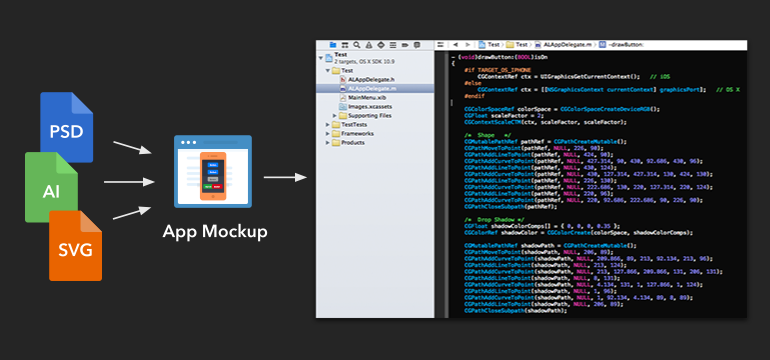 PSD
AI
SVG
App Mockup
Test
2 targets, OS X SDK 10.9
Test
ALAppDelegate.h
ALAppDelegate.m
MainMenu.xib
Images.xcassets
Supporting Files
TestTests
Frameworks
Products
Test Test ALAppDelegate.m -drawButton:
- (void)drawButton:(BOOL)isOn
{
#if TARGET_OS_IPHONE
CGContextRef ctx = UIGraphicsGetCurrentContext(); // iOS
#else
CGContextRef ctx = [[NSGraphicsContext currentContext] graphicsPort]; // OS X
#endif
CGColorSpaceRef colorSpace = CGColorSpaceCreateDeviceRGB();
CGFloat scaleFactor = 2;
CGContextScaleCTM(ctx, scaleFactor, scaleFactor);
/* Shape */
CGMutablePathRef pathRef = CGPathCreateMutable();
CGPathMoveToPoint(pathRef, NULL, 226, 90);
CGPathAddLineToPoint(pathRef, NULL, 424, 90);
CGPathAddCurveToPoint(pathRef, NULL, 427.314, 90, 430, 92.686, 430, 96);
CGPathAddLineToPoint(pathRef, NULL, 430, 124);
CGPathAddCurveToPoint(pathRef, NULL, 430, 127.314, 427.314, 130, 424, 130);
CGPathAddLineToPoint(pathRef, NULL, 226, 130);
CGPathAddCurveToPoint(pathRef, NULL, 222.686, 130, 220, 127.314, 220, 124);
CGPathAddLineToPoint(pathRef, NULL, 220, 96);
CGPathAddCurveToPoint(pathRef, NULL, 220, 92.686, 222.686, 90, 226, 90);
CGPathCloseSubpath(pathRef);
/* Drop Shadow */
CGFloat shadowColorComps[] = { 0, 0, 0, 0.35 };
CGColorRef shadowColor = CGColorCreate(colorSpace, shadowColorComps);
CGMutablePathRef shadowPath = CGPathCreateMutable();
CGPathMoveToPoint(shadowPath, NULL, 206, 89);
CGPathAddCurveToPoint(shadowPath, NULL, 209.866, 89, 213, 92.134, 213, 96);
CGPathAddLineToPoint(shadowPath, NULL, 213, 124);
CGPathAddCurveToPoint(shadowPath, NULL, 213, 127.866, 209.866, 131, 206, 131);
CGPathAddLineToPoint(shadowPath, NULL, 8, 131);
CGPathAddCurveToPoint(shadowPath, NULL, 4.134, 131, 1, 127.866, 1, 124);
CGPathAddLineToPoint(shadowPath, NULL, 1, 96);
CGPathAddCurveToPoint(shadowPath, NULL, 1, 92.134, 4.134, 89, 8, 89);
CGPathAddLineToPoint(shadowPath, NULL, 206, 89);
CGPathCloseSubpath(shadowPath);